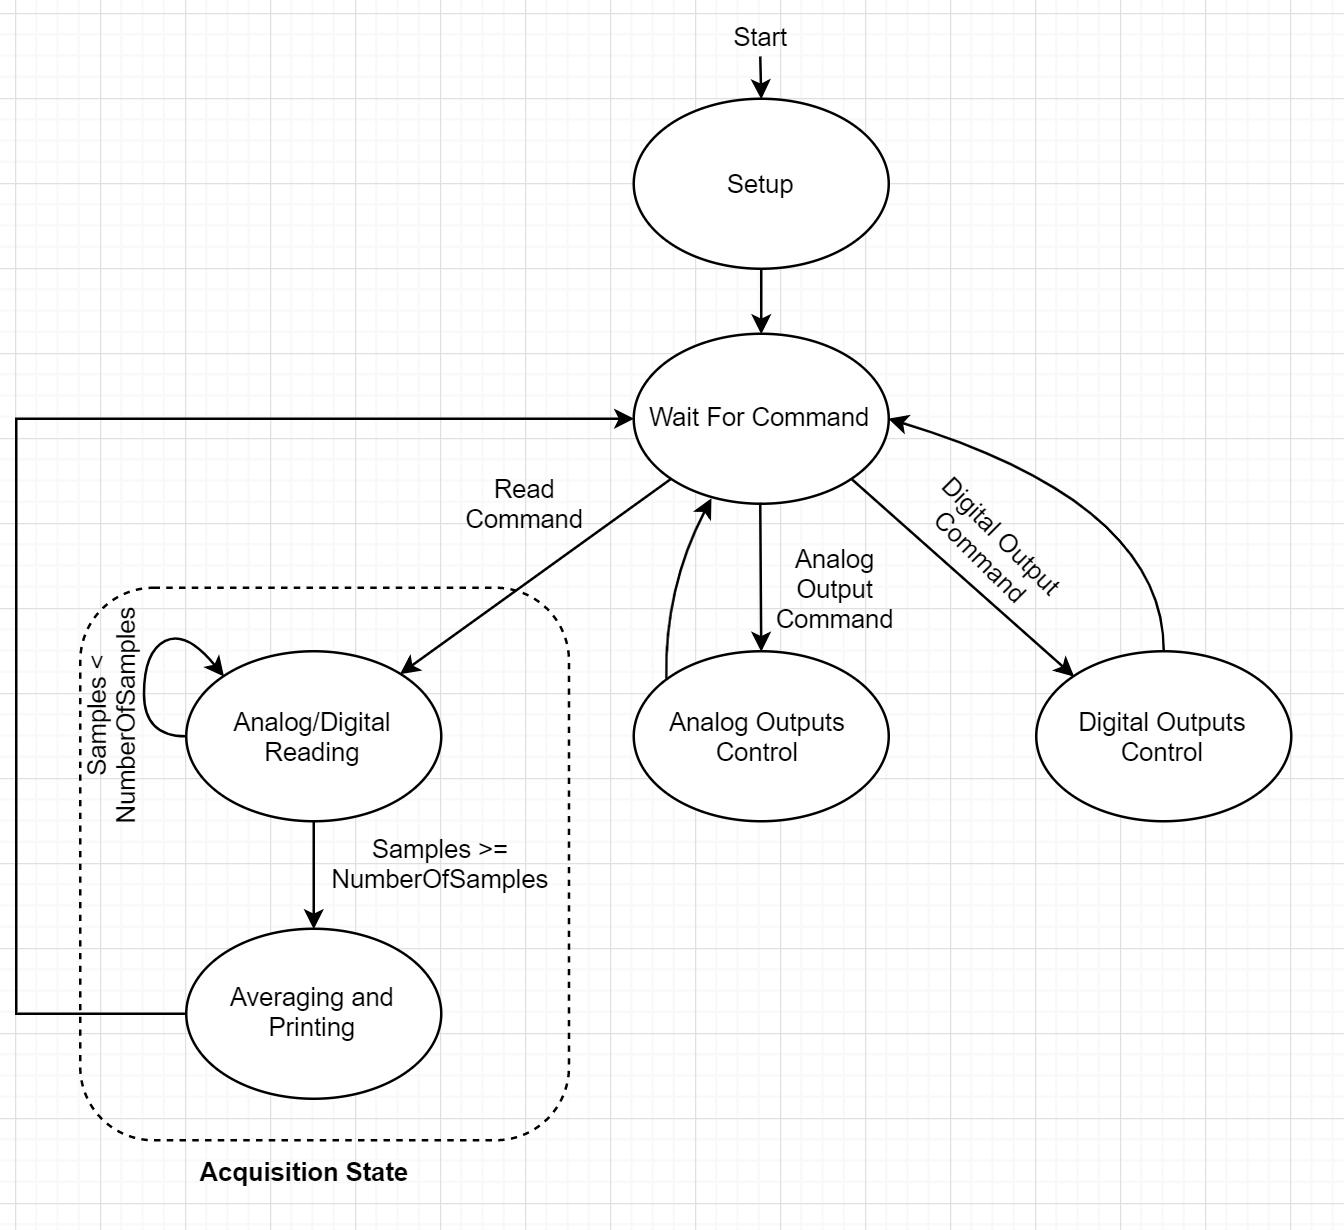 Start
Setup
Wait For Command
Read
Command
Analog
Output
Command
Digital Output
Command
Samples <
NumberOfSamples
Analog/Digital
Reading
Analog Outputs
Control
Digital Outputs
Control
Samples >=
NumberOfSamples
Averaging and
Printing
Acquisition State